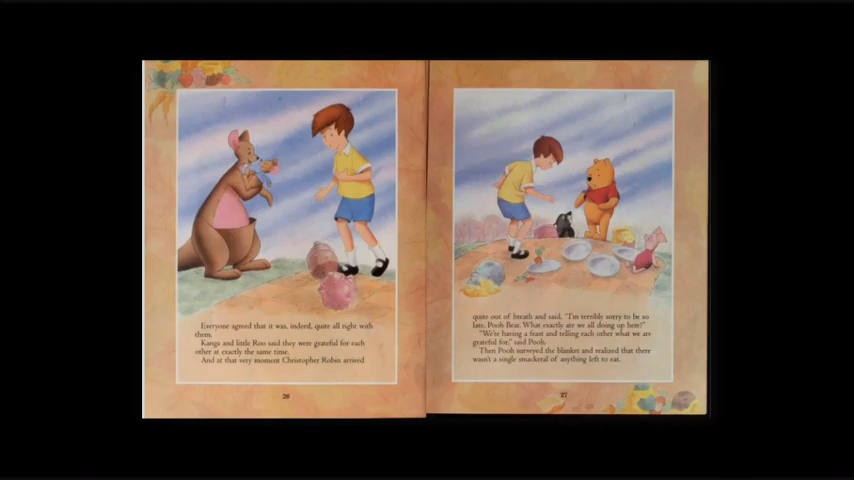 Everyone agreed that it was, indeed, quite all right with
them.
Kanga and little Roo said they were grateful for each
other at exactly the same time.
And at that very moment Christopher Robin arrived
26
quite out of breath and said, "I'm terribly sorry to be so
late, Pooh Bear. What exactly are we all doing up here?"
"We're having a feast and telling each other what we are
grateful for," said Pooh.
Then Pooh surveyed the blanket and realized that there
wasn't a single smackeral of anything left to eat.
27